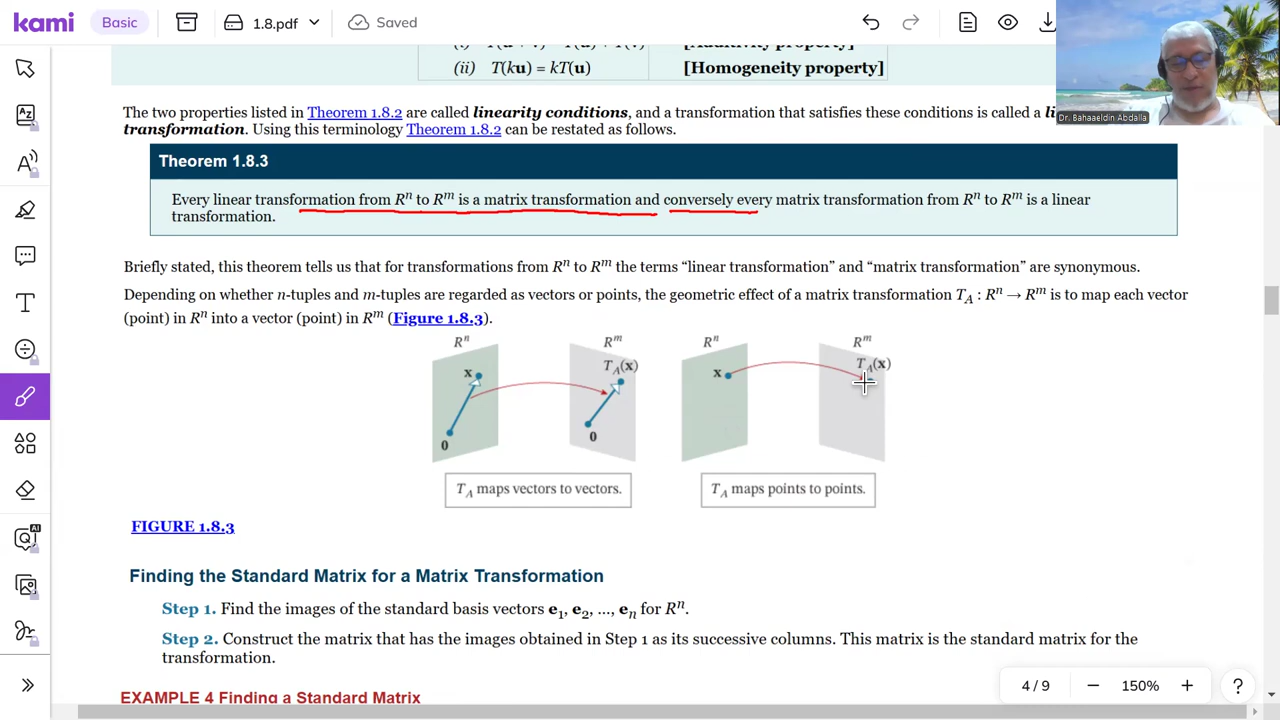 kami
Basic
1.8.pdf
Saved
(i) T(u + v) = T(u) + T(v) [Additivity property]
(ii) T(ku) = kT(u) [Homogeneity property]
The two properties listed in Theorem 1.8.2 are called linearity conditions, and a transformation that satisfies these conditions is called a
transformation. Using this terminology Theorem 1.8.2 can be restated as follows.
Dr. Bahaaeldin Abdalla
Theorem 1.8.3
Every linear transformation from Rⁿ to Rᵐ is a matrix transformation and conversely every matrix transformation from Rⁿ to Rᵐ is a linear
transformation.
Briefly stated, this theorem tells us that for transformations from Rⁿ to Rᵐ the terms “linear transformation” and “matrix transformation” are synonymous.
Depending on whether n-tuples and m-tuples are regarded as vectors or points, the geometric effect of a matrix transformation T_A : Rⁿ → Rᵐ is to map each vector
(point) in Rⁿ into a vector (point) in Rᵐ (Figure 1.8.3).
Rⁿ Rᵐ Rⁿ Rᵐ
x T_A(x) x T_A(x)
0 0
T_A maps vectors to vectors. T_A maps points to points.
FIGURE 1.8.3
Finding the Standard Matrix for a Matrix Transformation
Step 1. Find the images of the standard basis vectors e₁, e₂, ..., eₙ for Rⁿ.
Step 2. Construct the matrix that has the images obtained in Step 1 as its successive columns. This matrix is the standard matrix for the
transformation.
EXAMPLE 4 Finding a Standard Matrix
4 / 9
150%
?